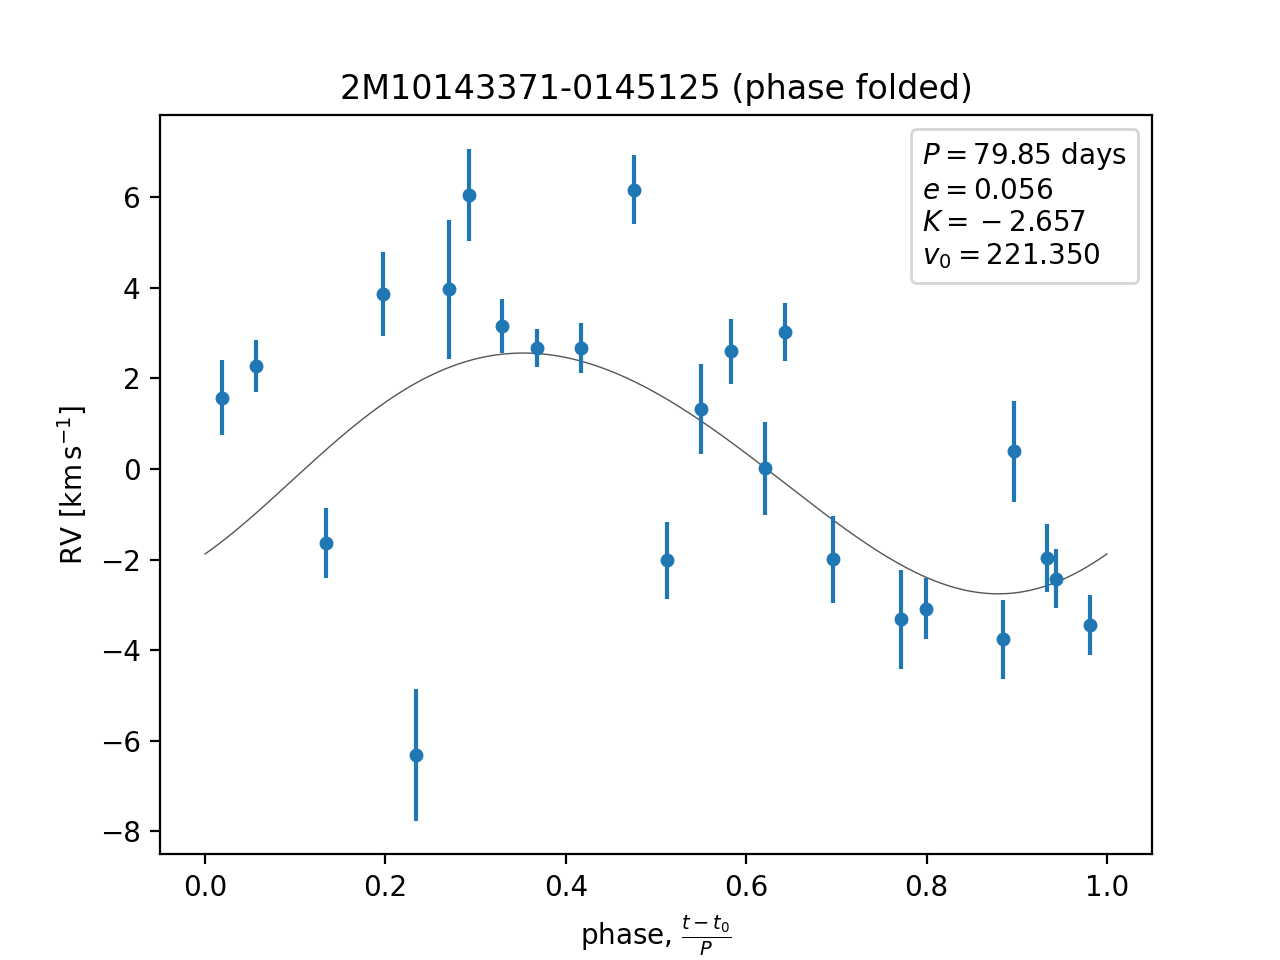 2M10143371-0145125 (phase folded)
P = 79.85 days
e = 0.056
K = −2.657
v₀ = 221.350
RV [km s⁻¹]
6
4
2
0
−2
−4
−6
−8
0.0 0.2 0.4 0.6 0.8 1.0
phase, (t − t₀)/P